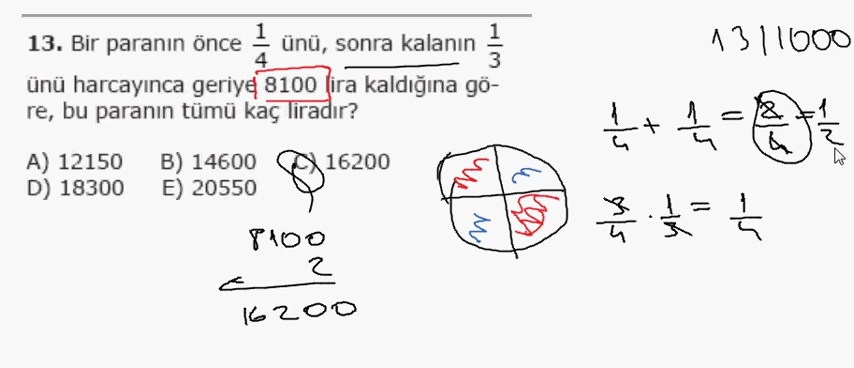 13. Bir paranın önce 1/4 ünü, sonra kalanın 1/3
ünü harcayınca geriye 8100 lira kaldığına gö-
re, bu paranın tümü kaç liradır?
A) 12150 B) 14600 C) 16200
D) 18300 E) 20550
8100
2
16200
1/4 + 1/4 = 2/4 = 1/2
3/4 . 1/3 = 1/4